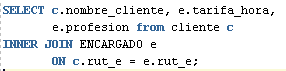 SELECT c.nombre_cliente, e.tarifa_hora,
e.profesion from cliente c
INNER JOIN ENCARGADO e
ON c.rut_e = e.rut_e;